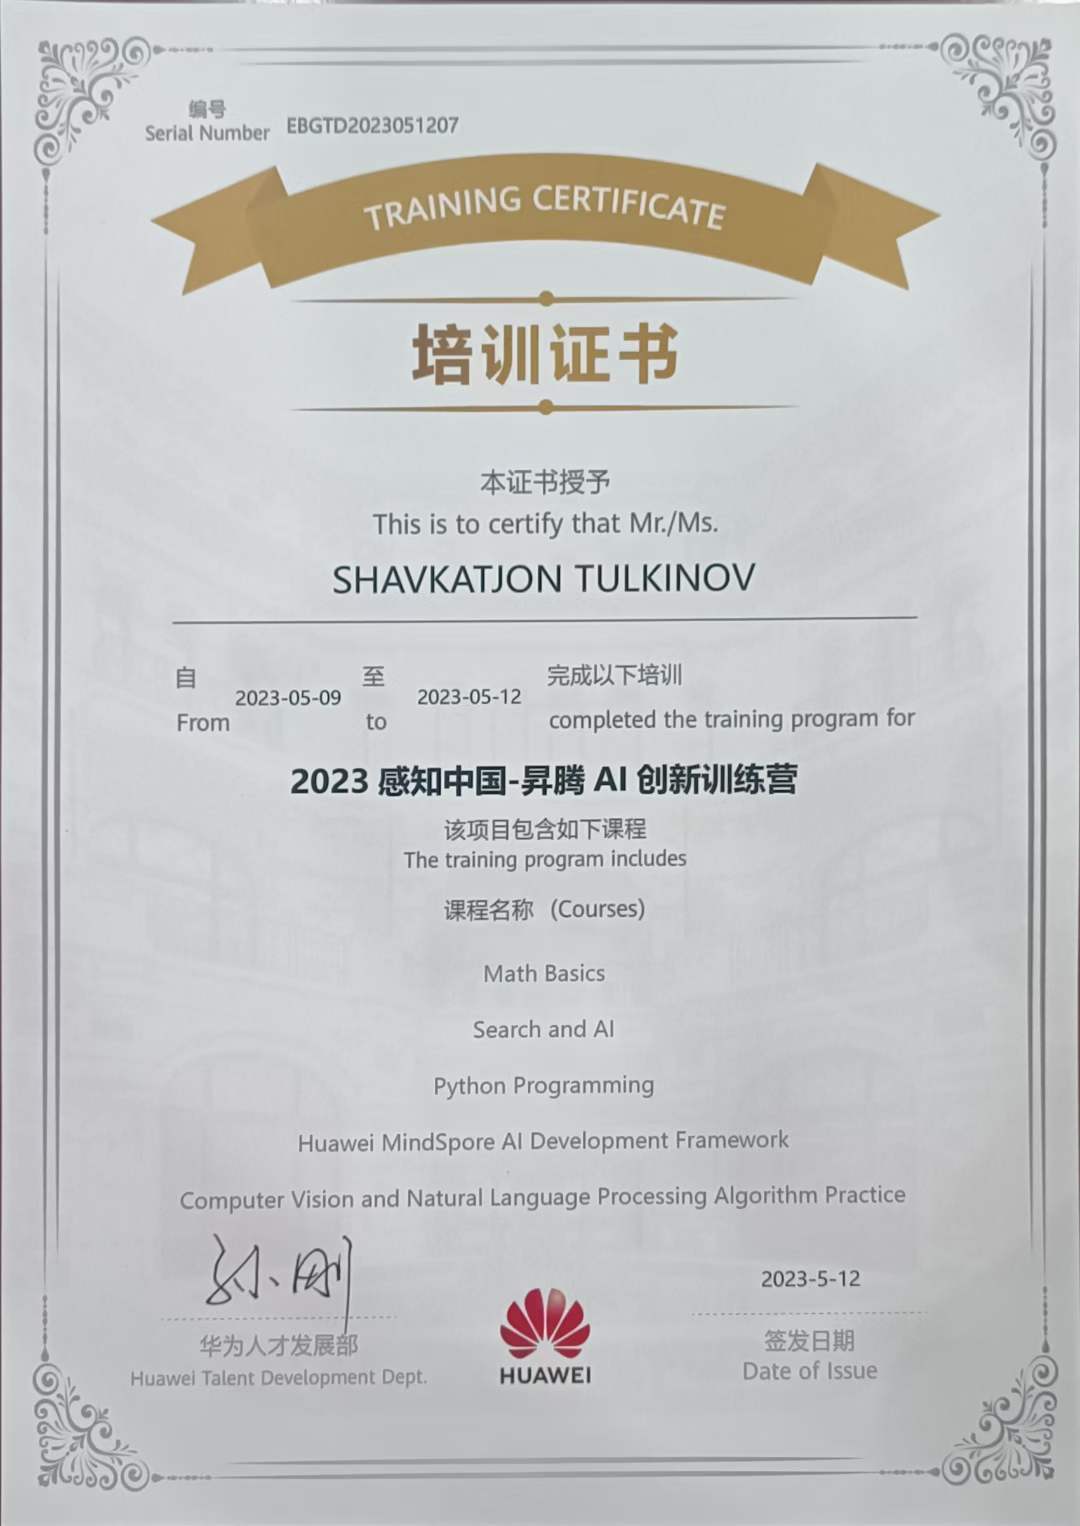 编号
Serial Number EBGTD2023051207
TRAINING CERTIFICATE
培训证书
本证书授予
This is to certify that Mr./Ms.
SHAVKATJON TULKINOV
自 至 完成以下培训
2023-05-09 2023-05-12
From to completed the training program for
2023 感知中国-昇腾 AI 创新训练营
该项目包含如下课程
The training program includes
课程名称 (Courses)
Math Basics
Search and AI
Python Programming
Huawei MindSpore AI Development Framework
Computer Vision and Natural Language Processing Algorithm Practice
孙刚
2023-5-12
华为人才发展部
Huawei Talent Development Dept.
HUAWEI
签发日期
Date of Issue